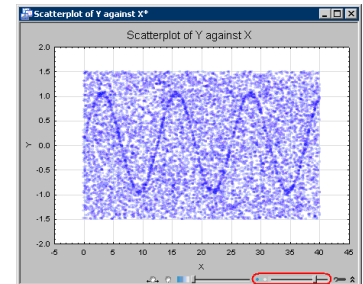 Scatterplot of Y against X*
Scatterplot of Y against X
2.0
1.5
1.0
0.5
0.0
-0.5
-1.0
-1.5
-2.0
Y
-5 0 5 10 15 20 25 30 35 40 45
X